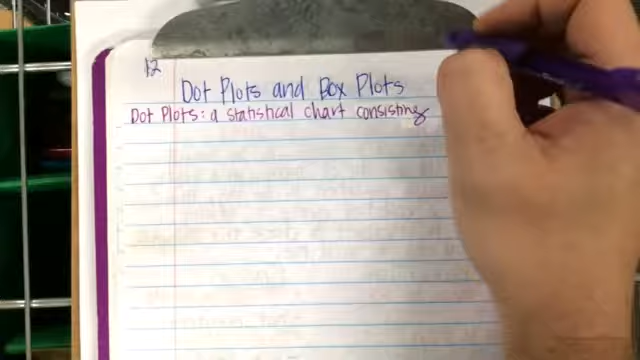 12
Dot Plots and Box Plots
Dot Plots: a statistical chart consisting